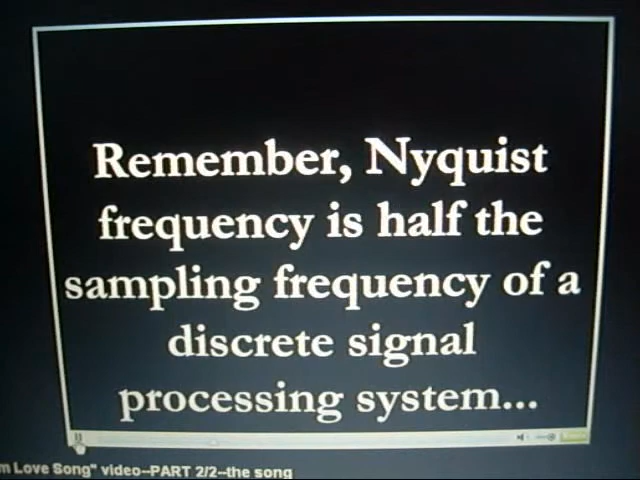 Remember, Nyquist
frequency is half the
sampling frequency of a
discrete signal
processing system...
m Love Song" video--PART 2/2--the song